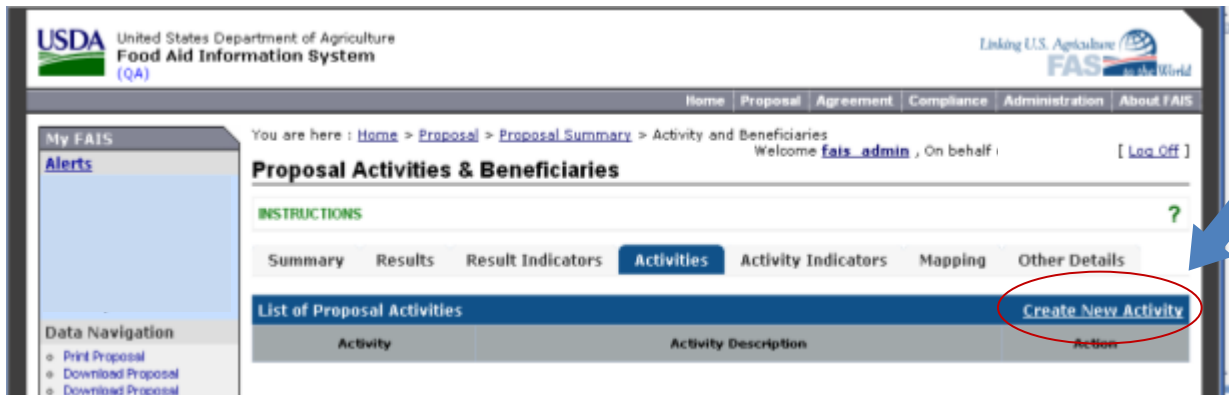 USDA United States Department of Agriculture
Food Aid Information System
(QA)
Linking U.S. Agriculture
FAS
to the World
Home Proposal Agreement Compliance Administration About FAIS
My FAIS
Alerts
You are here : Home > Proposal > Proposal Summary > Activity and Beneficiaries
Welcome fais_admin , On behalf [ Log Off ]
Proposal Activities & Beneficiaries
INSTRUCTIONS ?
Summary Results Result Indicators Activities Activity Indicators Mapping Other Details
List of Proposal Activities Create New Activity
Activity Activity Description Action
Data Navigation
Print Proposal
Download Proposal
Download Proposal